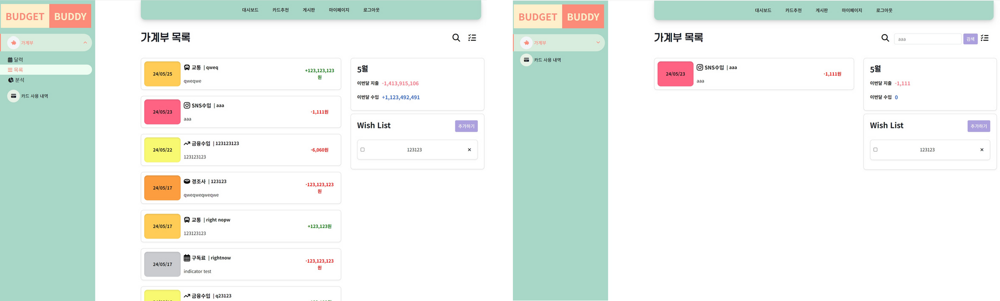 BUDGET BUDDY
가계부
달력
목록
분석
카드 사용 내역
대시보드 카드추천 게시판 마이페이지 로그아웃
가계부 목록
24/05/25
교통 | qweq
qweqwe
+123,123,123
원
24/05/23
SNS수입 | aaa
aaa
-1,111원
24/05/22
금융수입 | 123123123
123123123
-6,060원
24/05/17
경조사 | 123123
qweqweqweqwe
-123,123,123
원
24/05/17
교통 | right nopw
123123123
+123,123원
24/05/17
구독료 | rightnow
indicator test
-123,123,123
원
금융수입 | q23123
5월
이번달 지출 -1,413,915,106
이번달 수입 +1,123,492,491
Wish List 추가하기
123123 ×
BUDGET BUDDY
가계부
카드 사용 내역
대시보드 카드추천 게시판 마이페이지 로그아웃
가계부 목록
aaa 검색
24/05/23
SNS수입 | aaa
aaa
-1,111원
5월
이번달 지출 -1,111
이번달 수입 0
Wish List 추가하기
123123 ×